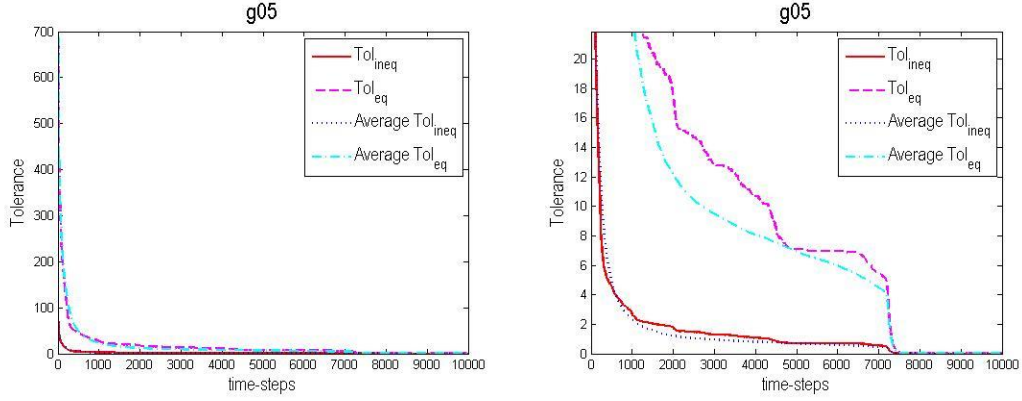 g05
700
600
500
400
300
200
100
0
Tolerance
0 1000 2000 3000 4000 5000 6000 7000 8000 9000 10000
time-steps
Tol_ineq
Tol_eq
Average Tol_ineq
Average Tol_eq
g05
20
18
16
14
12
10
8
6
4
2
0
Tolerance
0 1000 2000 3000 4000 5000 6000 7000 8000 9000 10000
time-steps
Tol_ineq
Tol_eq
Average Tol_ineq
Average Tol_eq